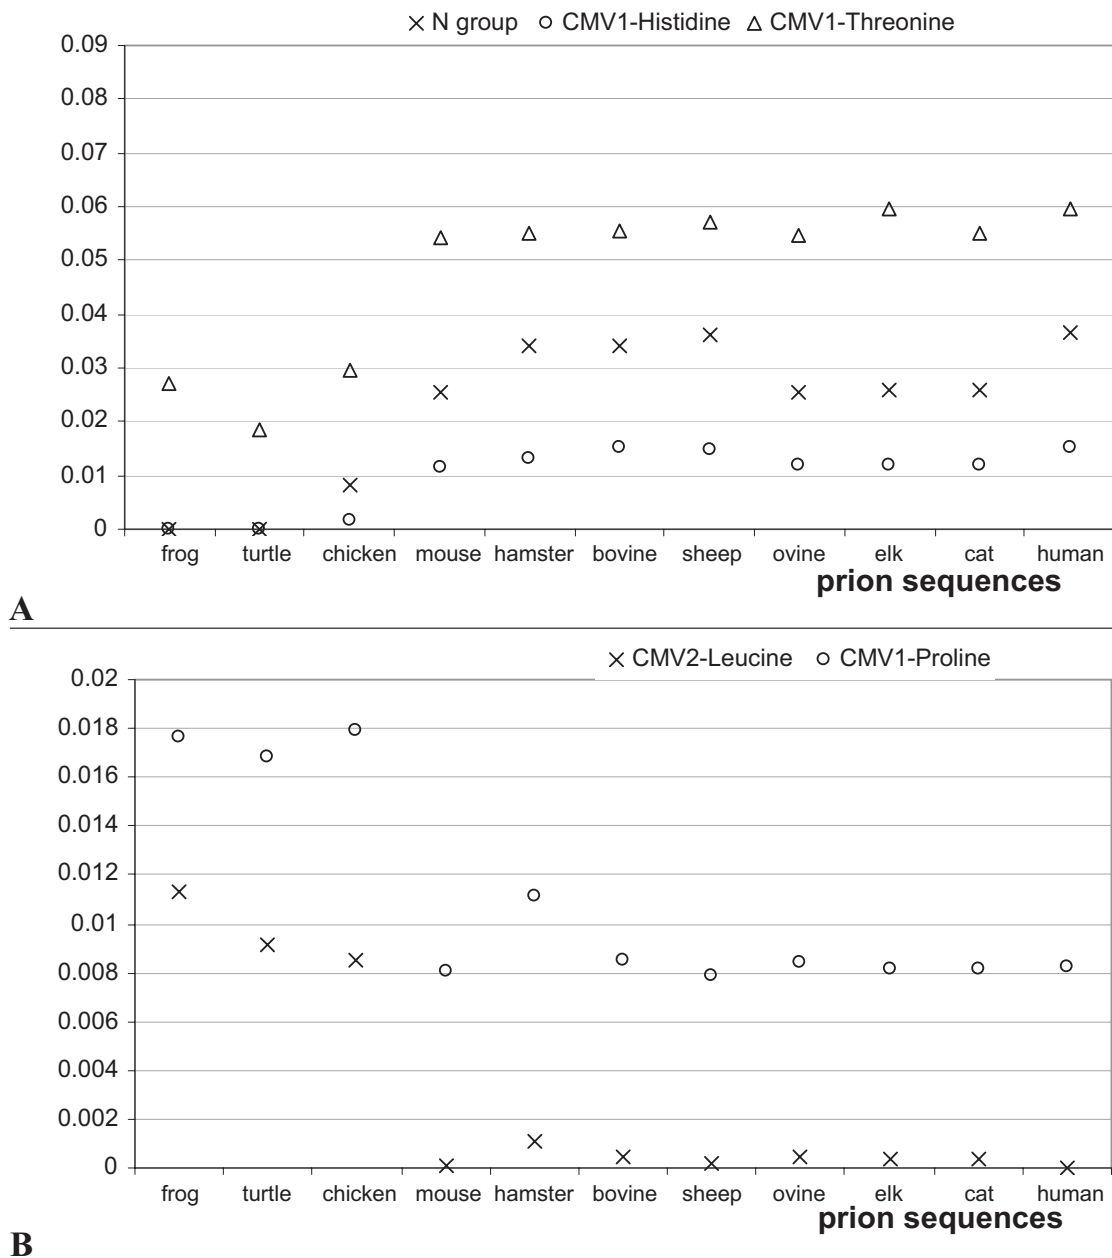 × N group ○ CMV1-Histidine △ CMV1-Threonine
0.09
0.08
0.07
0.06
0.05
0.04
0.03
0.02
0.01
0
frog turtle chicken mouse hamster bovine sheep ovine elk cat human
prion sequences
A
× CMV2-Leucine ○ CMV1-Proline
0.02
0.018
0.016
0.014
0.012
0.01
0.008
0.006
0.004
0.002
0
frog turtle chicken mouse hamster bovine sheep ovine elk cat human
prion sequences
B